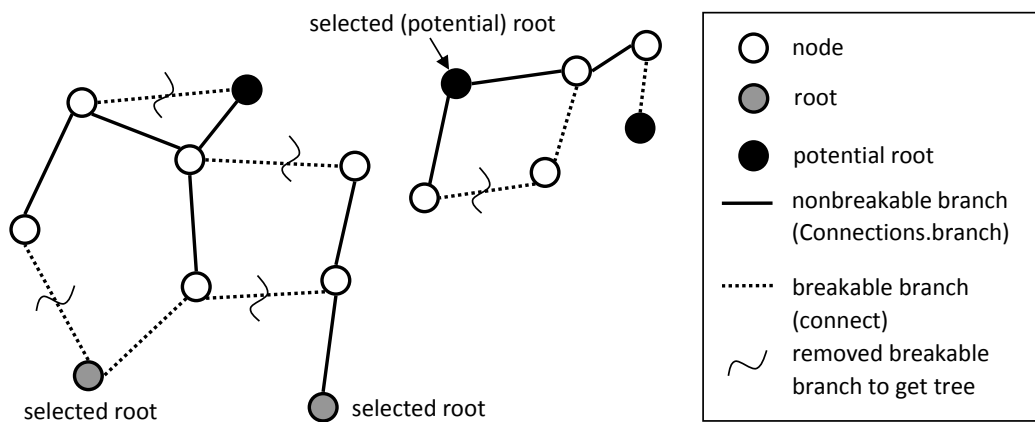 selected (potential) root
selected root
selected root
node
root
potential root
nonbreakable branch
(Connections.branch)
breakable branch
(connect)
removed breakable
branch to get tree